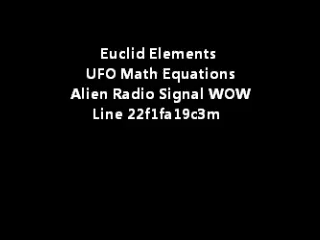 Euclid Elements
UFO Math Equations
Alien Radio Signal WOW
Line 22f1fa19c3m